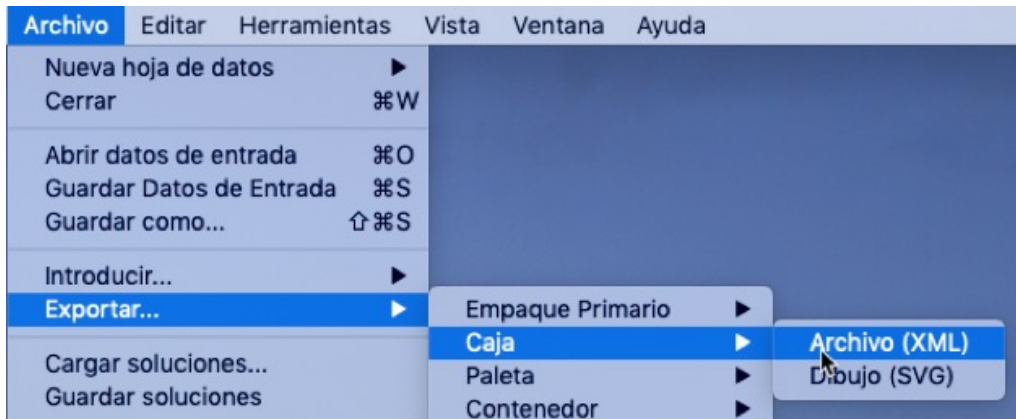 Archivo Editar Herramientas Vista Ventana Ayuda
Nueva hoja de datos ▶
Cerrar ⌘W
Abrir datos de entrada ⌘O
Guardar Datos de Entrada ⌘S
Guardar como... ⇧⌘S
Introducir... ▶
Exportar... ▶
Empaque Primario ▶
Caja ▶
Archivo (XML)
Cargar soluciones...
Paleta ▶
Dibujo (SVG)
Guardar soluciones
Contenedor ▶